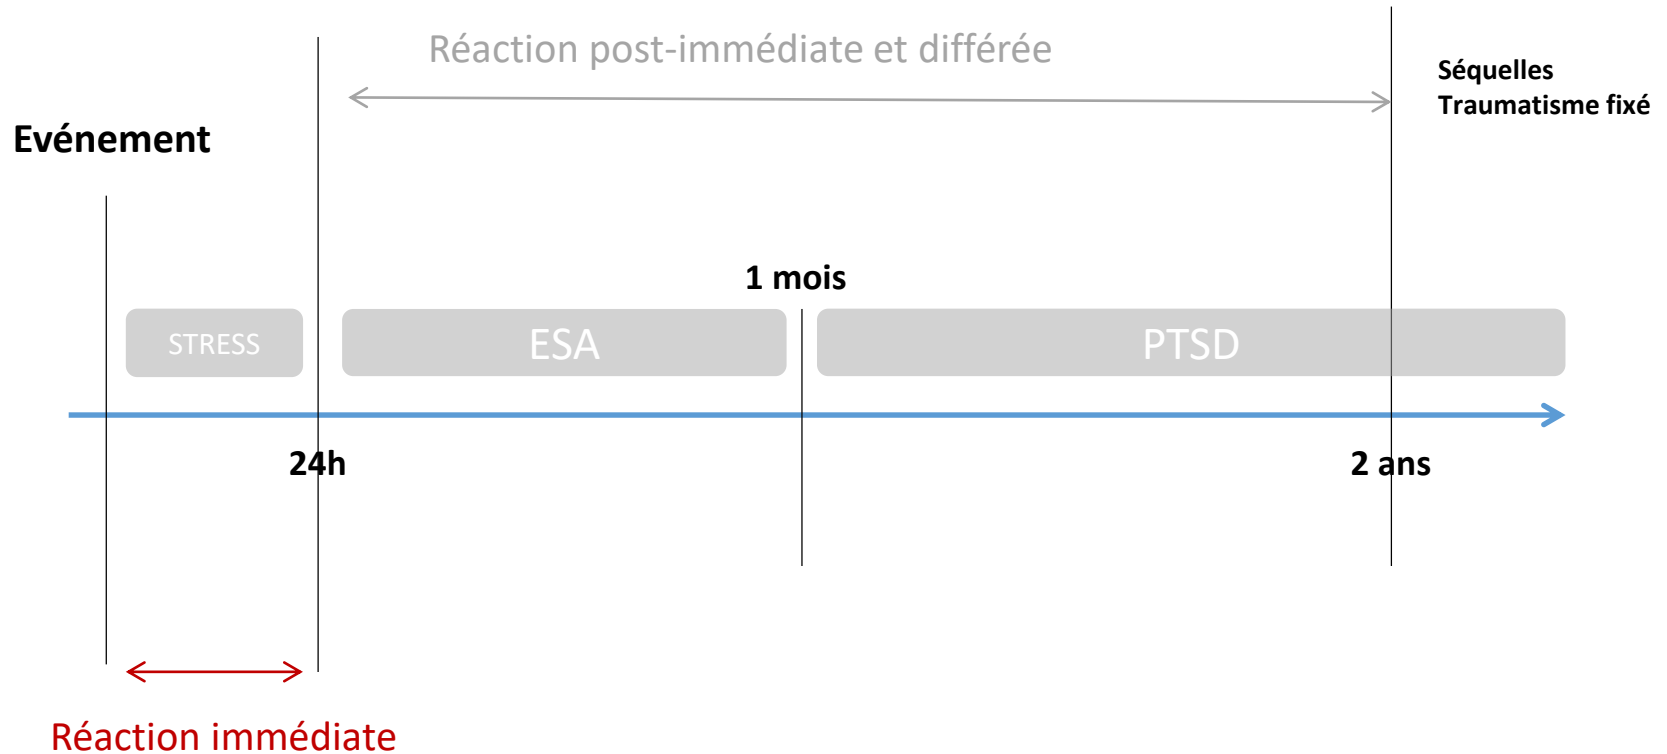 Réaction post-immédiate et différée
Séquelles
Traumatisme fixé
Evénement
1 mois
STRESS
ESA
PTSD
24h
2 ans
Réaction immédiate